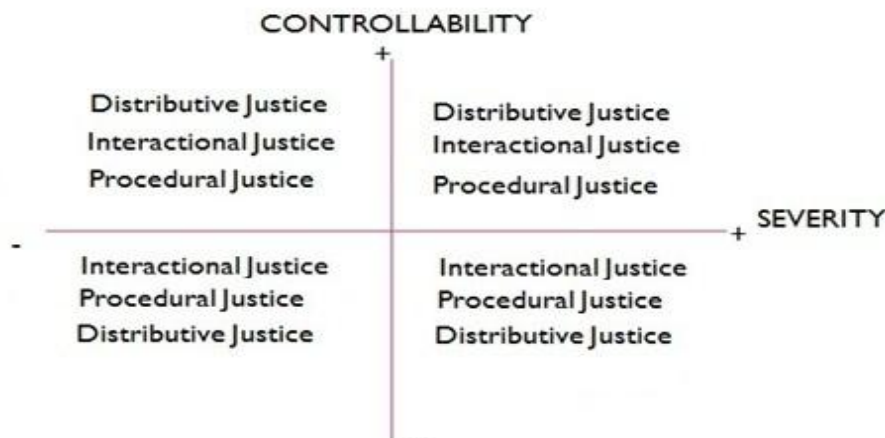 CONTROLLABILITY
+
Distributive Justice
Interactional Justice
Procedural Justice
Distributive Justice
Interactional Justice
Procedural Justice
-
+ SEVERITY
Interactional Justice
Procedural Justice
Distributive Justice
Interactional Justice
Procedural Justice
Distributive Justice